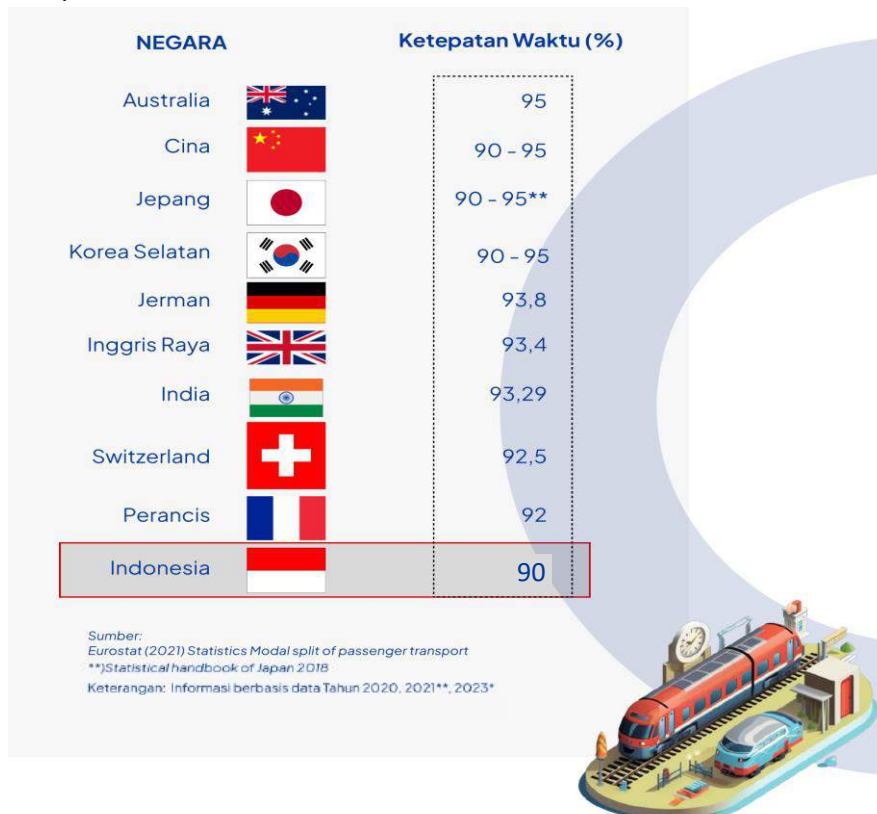 NEGARA Ketepatan Waktu (%)
Australia 95
Cina 90 - 95
Jepang 90 - 95**
Korea Selatan 90 - 95
Jerman 93,8
Inggris Raya 93,4
India 93,29
Switzerland 92,5
Perancis 92
Indonesia 90
Sumber:
Eurostat (2021) Statistics Modal split of passenger transport
**)Statistical handbook of Japan 2018
Keterangan: Informasi berbasis data Tahun 2020, 2021**, 2023*